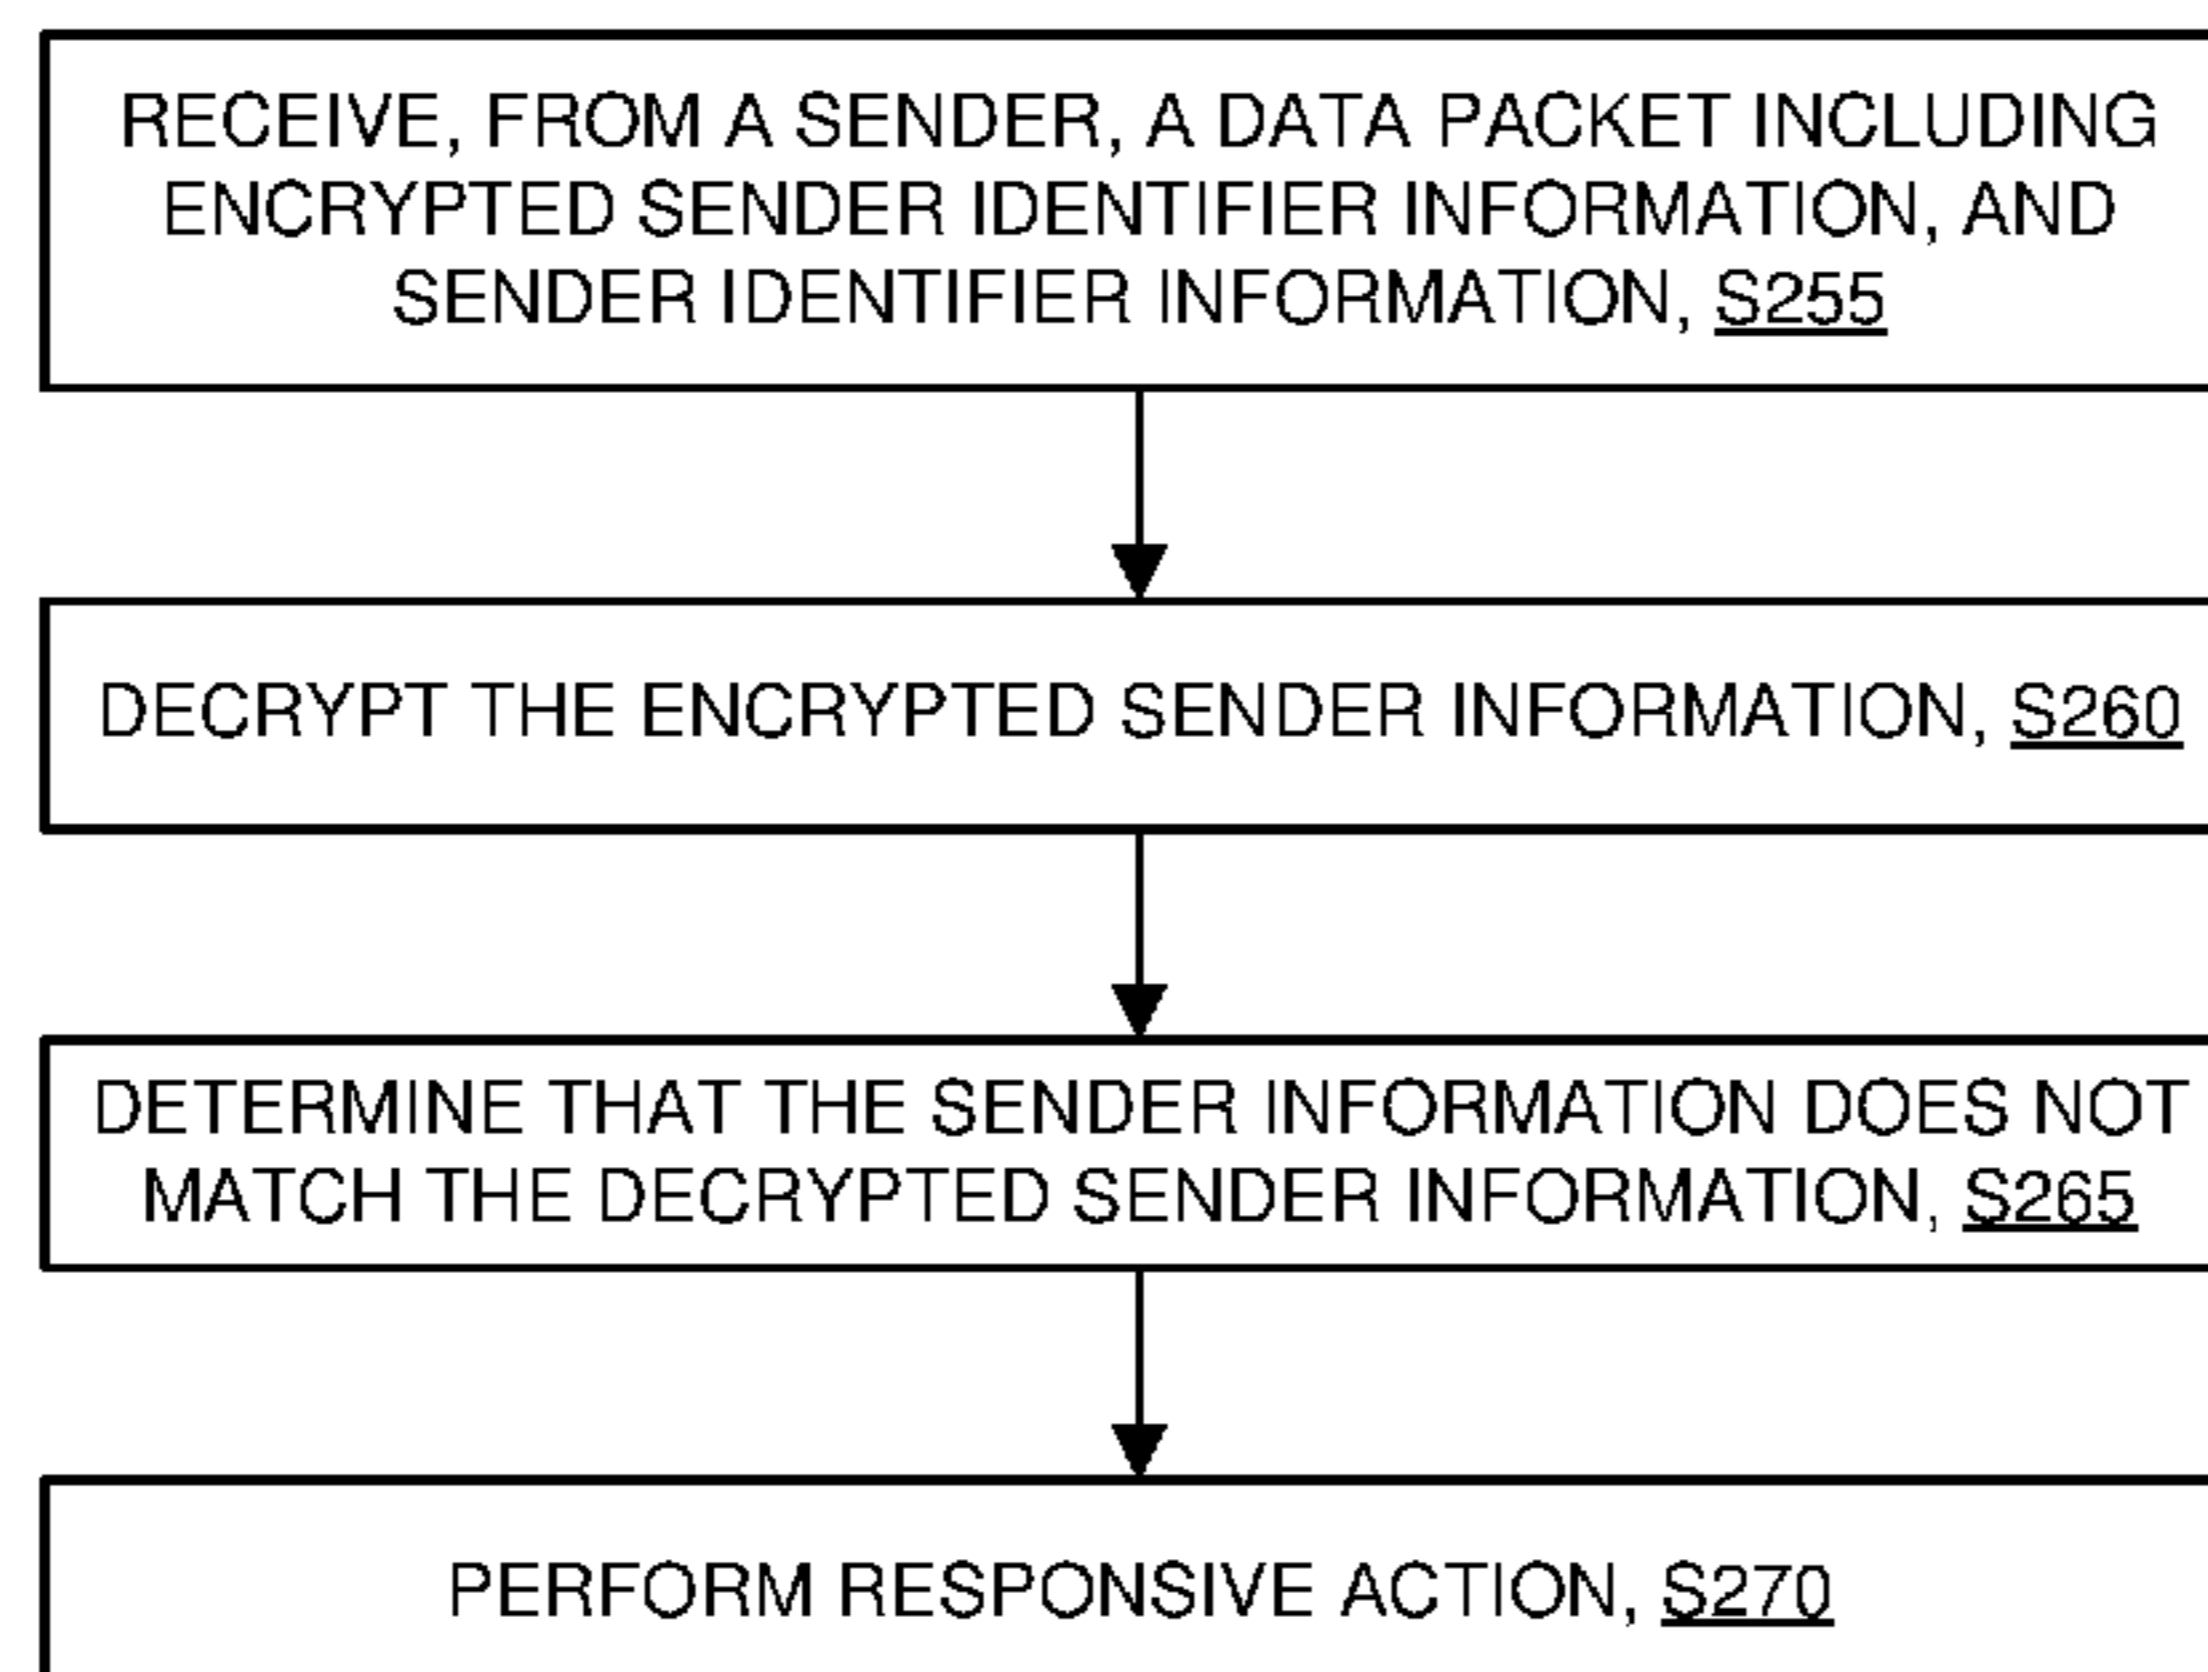 RECEIVE, FROM A SENDER, A DATA PACKET INCLUDING
ENCRYPTED SENDER IDENTIFIER INFORMATION, AND
SENDER IDENTIFIER INFORMATION, S255
DECRYPT THE ENCRYPTED SENDER INFORMATION, S260
DETERMINE THAT THE SENDER INFORMATION DOES NOT
MATCH THE DECRYPTED SENDER INFORMATION, S265
PERFORM RESPONSIVE ACTION, S270